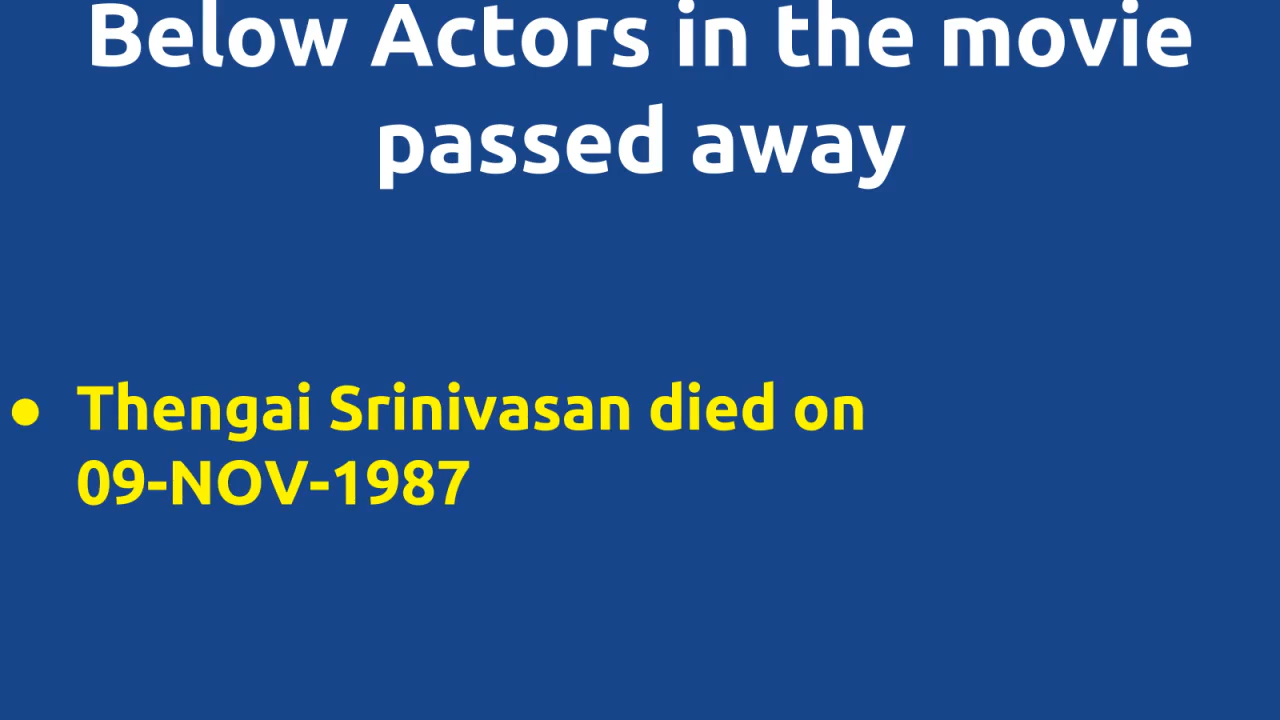 Below Actors in the movie
passed away
● Thengai Srinivasan died on
09-NOV-1987